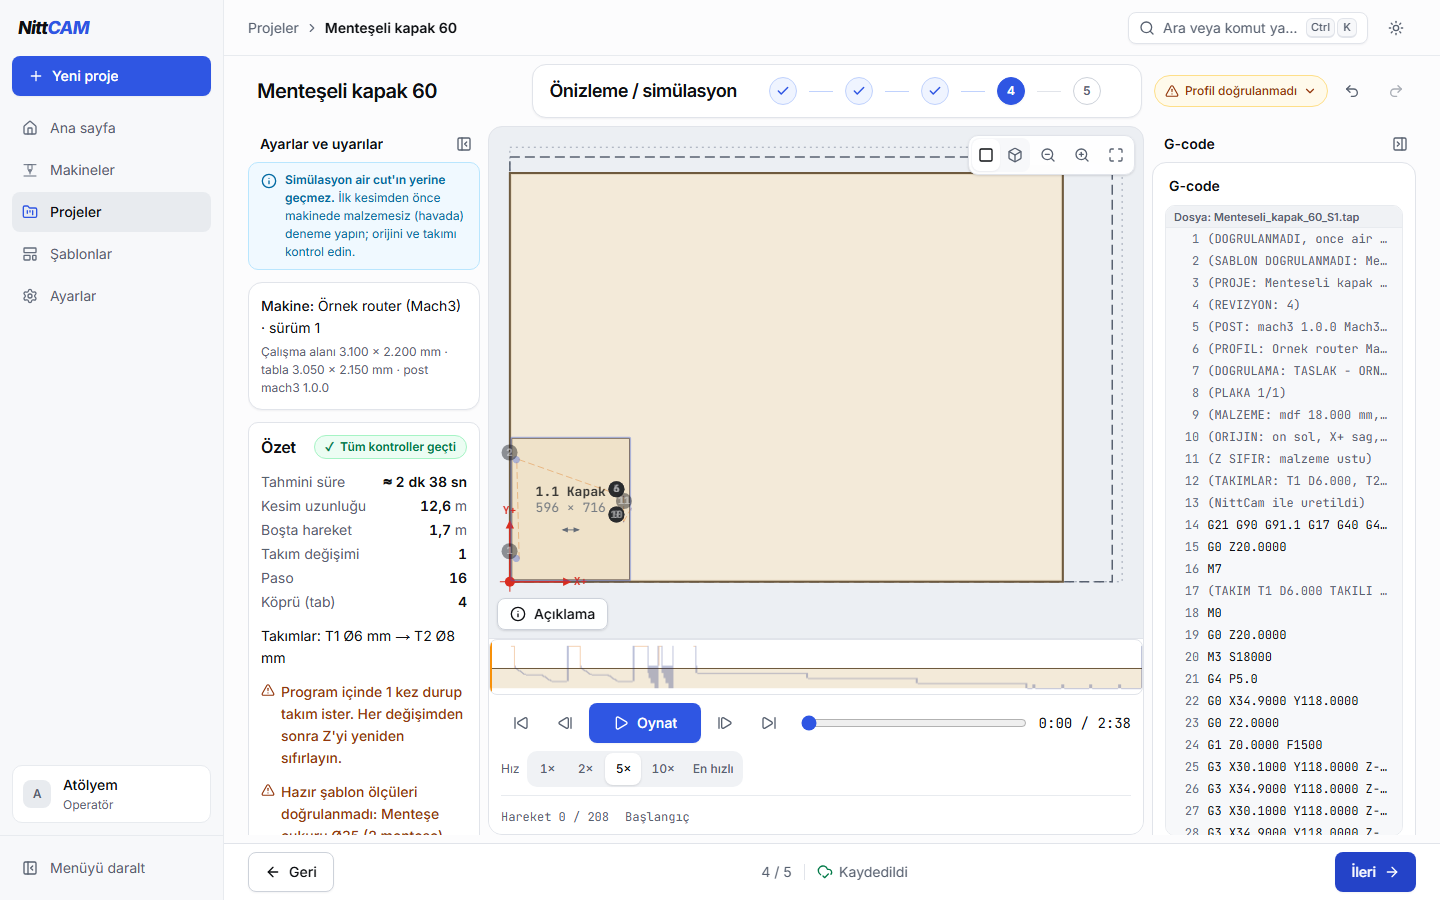 NittCAM
Yeni proje
Ana sayfa
Makineler
Projeler
Şablonlar
Ayarlar
A
Atölyem
Operatör
Menüyü daralt
Projeler > Menteşeli kapak 60
Ara veya komut ya... Ctrl K
Menteşeli kapak 60
Önizleme / simülasyon
4
5
Profil doğrulanmadı
Ayarlar ve uyarılar
Simülasyon air cut'ın yerine
geçmez. İlk kesimden önce
makinede malzemesiz (havada)
deneme yapın; orijini ve takımı
kontrol edin.
Makine: Örnek router (Mach3)
· sürüm 1
Çalışma alanı 3.100 × 2.200 mm ·
tabla 3.050 × 2.150 mm · post
mach3 1.0.0
Özet ✓ Tüm kontroller geçti
Tahmini süre ≈ 2 dk 38 sn
Kesim uzunluğu 12,6 m
Boşta hareket 1,7 m
Takım değişimi 1
Paso 16
Köprü (tab) 4
Takımlar: T1 Ø6 mm → T2 Ø8
mm
Program içinde 1 kez durup
takım ister. Her değişimden
sonra Z'yi yeniden
sıfırlayın.
Hazır şablon ölçüleri
doğrulanmadı: Menteşe
2
1.1 Kapak
596 × 716
6
10
1
Y+
X
Açıklama
Oynat
0:00 / 2:38
Hız 1× 2× 5× 10× En hızlı
Hareket 0 / 208 Başlangıç
G-code
G-code
Dosya: Menteseli_kapak_60_S1.tap
1 (DOGRULANMADI, once air …
2 (SABLON DOGRULANMADI: Me…
3 (PROJE: Menteseli kapak …
4 (REVIZYON: 4)
5 (POST: mach3 1.0.0 Mach3…
6 (PROFIL: Ornek router Ma…
7 (DOGRULAMA: TASLAK - ORN…
8 (PLAKA 1/1)
9 (MALZEME: mdf 18.000 mm,…
10 (ORIJIN: on sol, X+ sag,…
11 (Z SIFIR: malzeme ustu)
12 (TAKIMLAR: T1 D6.000, T2…
13 (NittCam ile uretildi)
14 G21 G90 G91.1 G17 G40 G4…
15 G0 Z20.0000
16 M7
17 (TAKIM T1 D6.000 TAKILI …
18 M0
19 G0 Z20.0000
20 M3 S18000
21 G4 P5.0
22 G0 X34.9000 Y118.0000
23 G0 Z2.0000
24 G1 Z0.0000 F1500
25 G3 X30.1000 Y118.0000 Z-…
26 G3 X34.9000 Y118.0000 Z-…
27 G3 X30.1000 Y118.0000 Z-…
28 G3 X34.9000 Y118.0000 Z-…
Geri
4 / 5
Kaydedildi
İleri